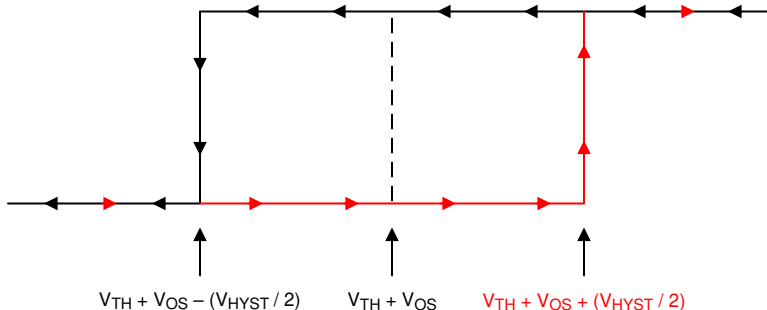 VTH + VOS – (VHYST / 2)
VTH + VOS
VTH + VOS + (VHYST / 2)